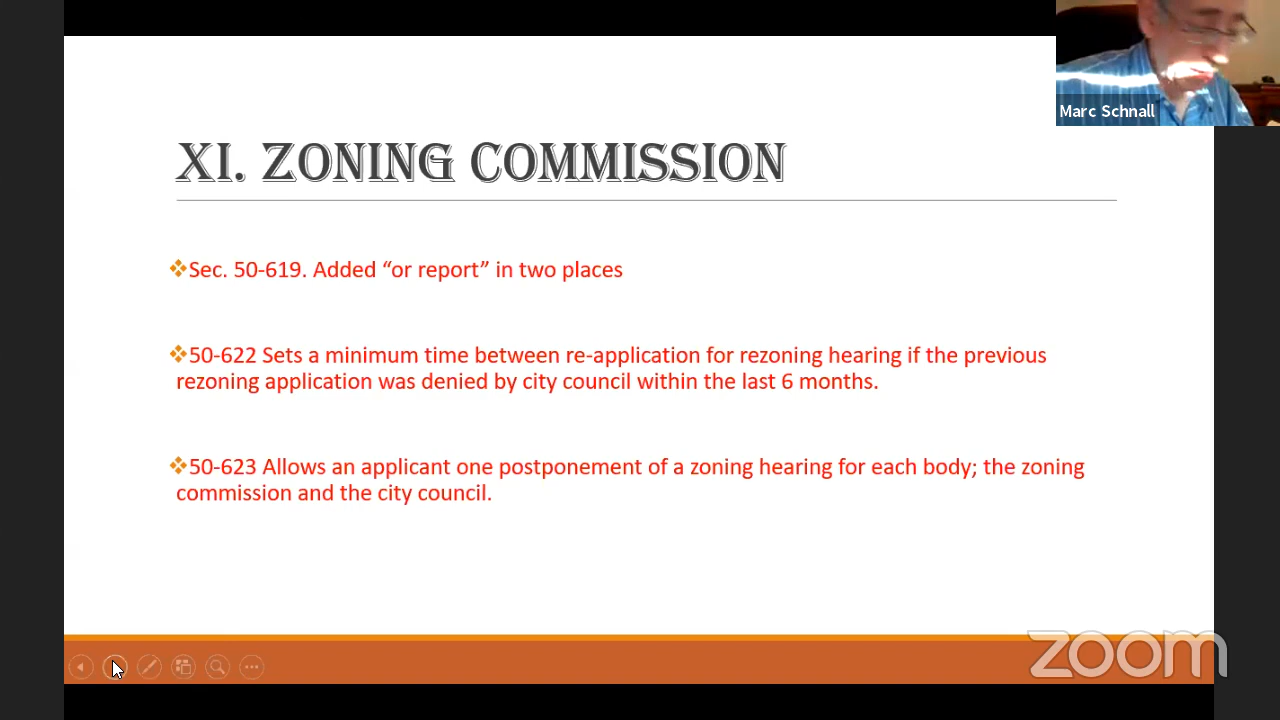 Marc Schnall
XI. ZONING COMMISSION
Sec. 50-619. Added “or report” in two places
50-622 Sets a minimum time between re-application for rezoning hearing if the previous
rezoning application was denied by city council within the last 6 months.
50-623 Allows an applicant one postponement of a zoning hearing for each body; the zoning
commission and the city council.
zoom